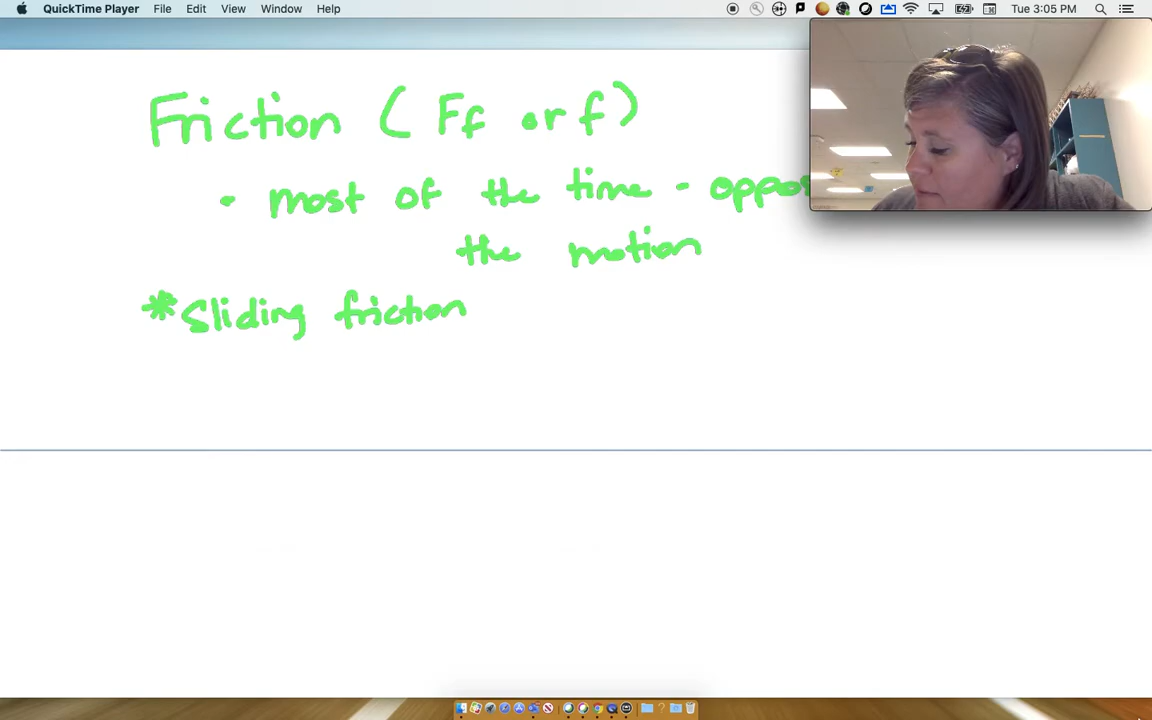 QuickTime Player File Edit View Window Help Tue 3:05 PM
Friction (Ff or f)
• most of the time - oppos
the motion
*Sliding friction